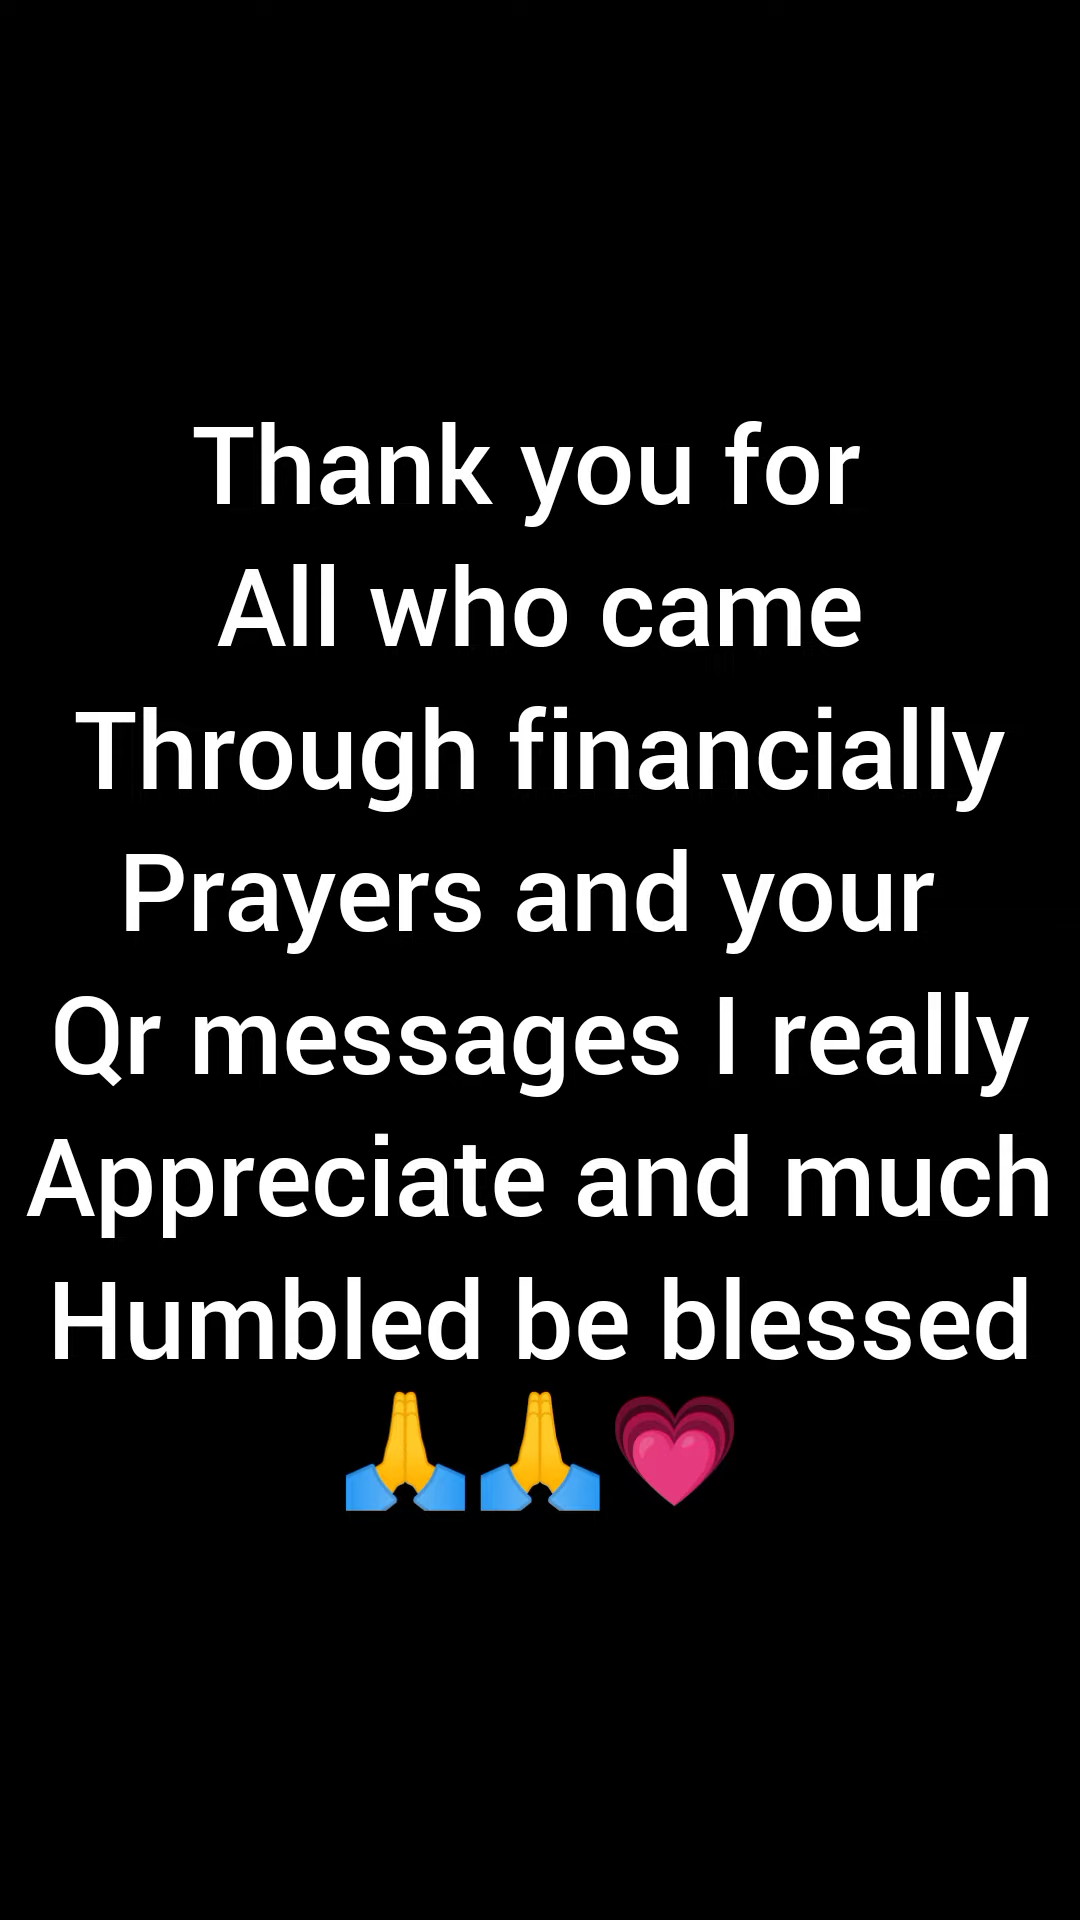 Thank you for
All who came
Through financially
Prayers and your
Qr messages I really
Appreciate and much
Humbled be blessed
🙏🙏💗